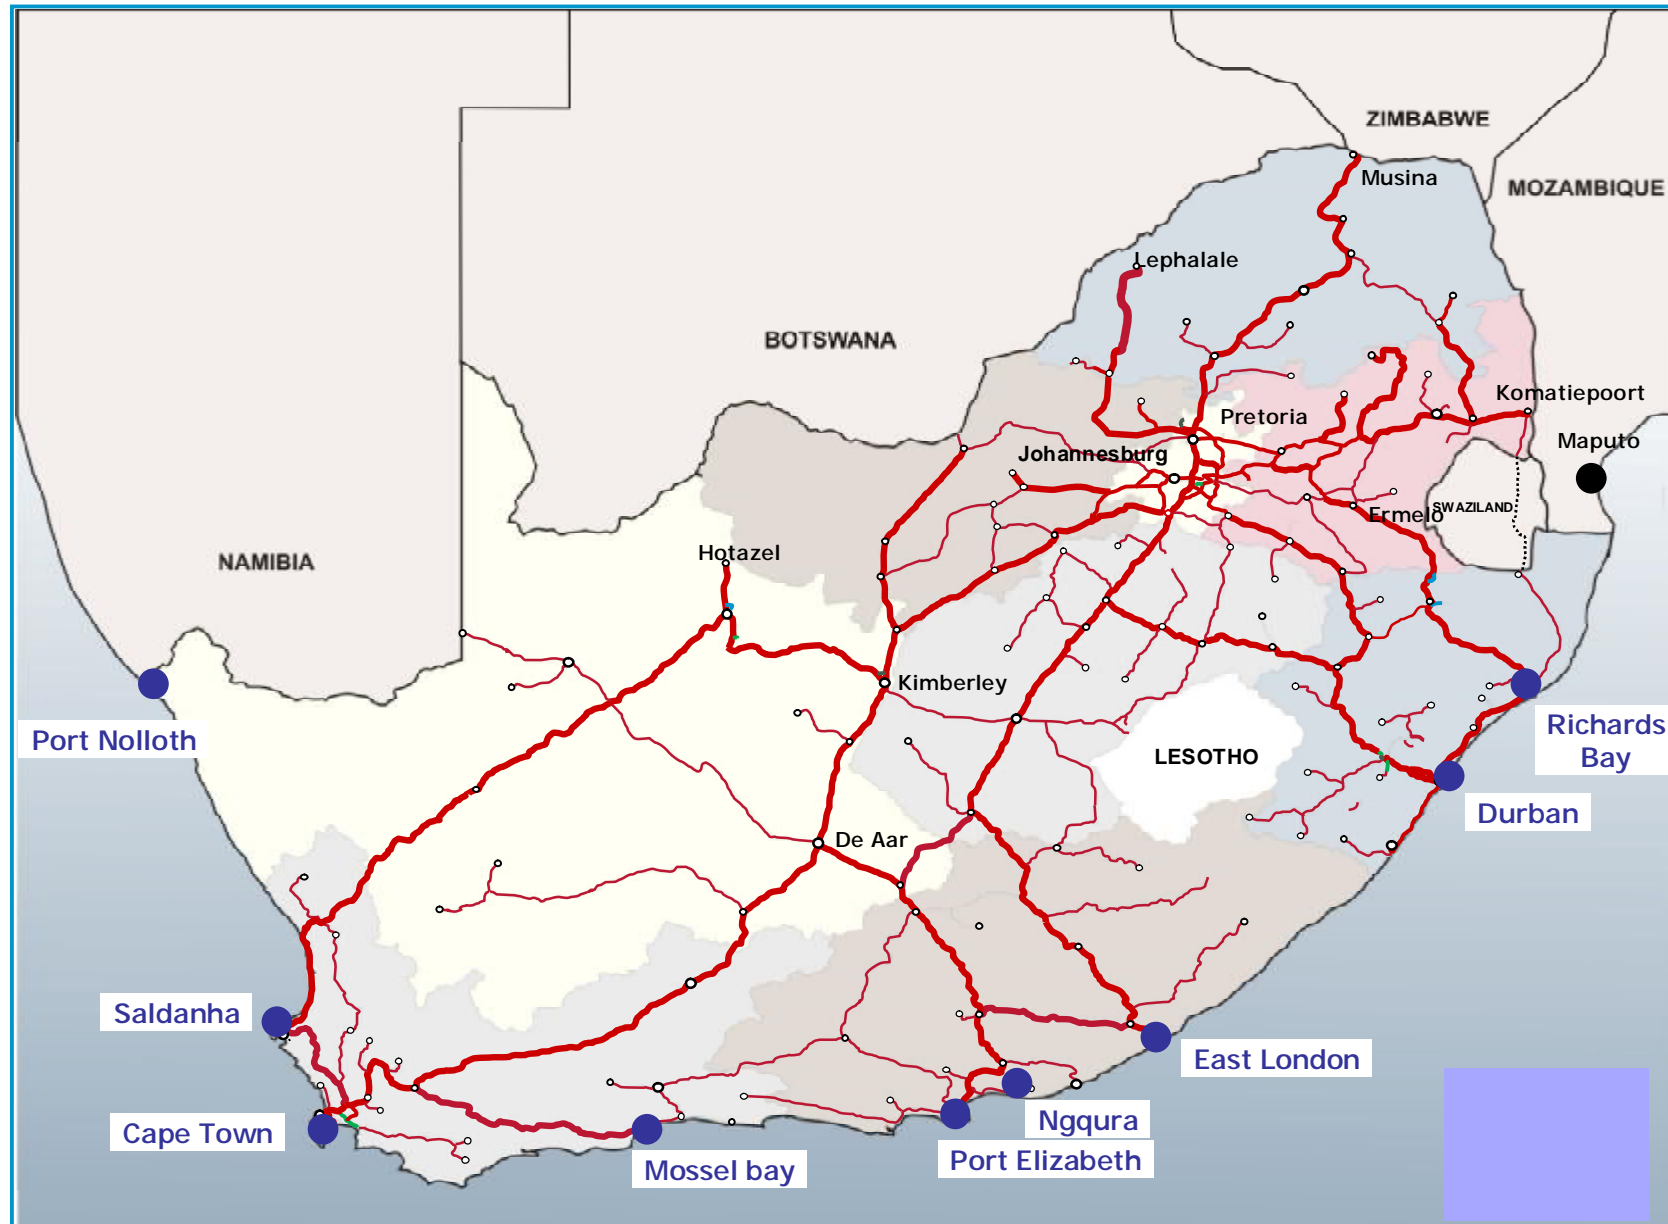 ZIMBABWE
Musina
MOZAMBIQUE
Lephalale
BOTSWANA
Komatiepoort
Pretoria
Maputo
Johannesburg
Ermelo
SWAZILAND
Hotazel
NAMIBIA
Kimberley
Port Nolloth
Richards
Bay
LESOTHO
Durban
De Aar
Saldanha
East London
Cape Town
Ngqura
Port Elizabeth
Mossel bay